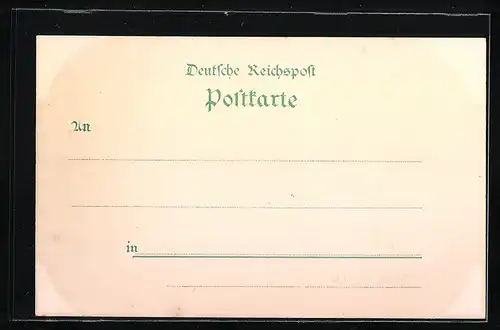 Deutſche Reichspoſt
Poſtkarte
An
in